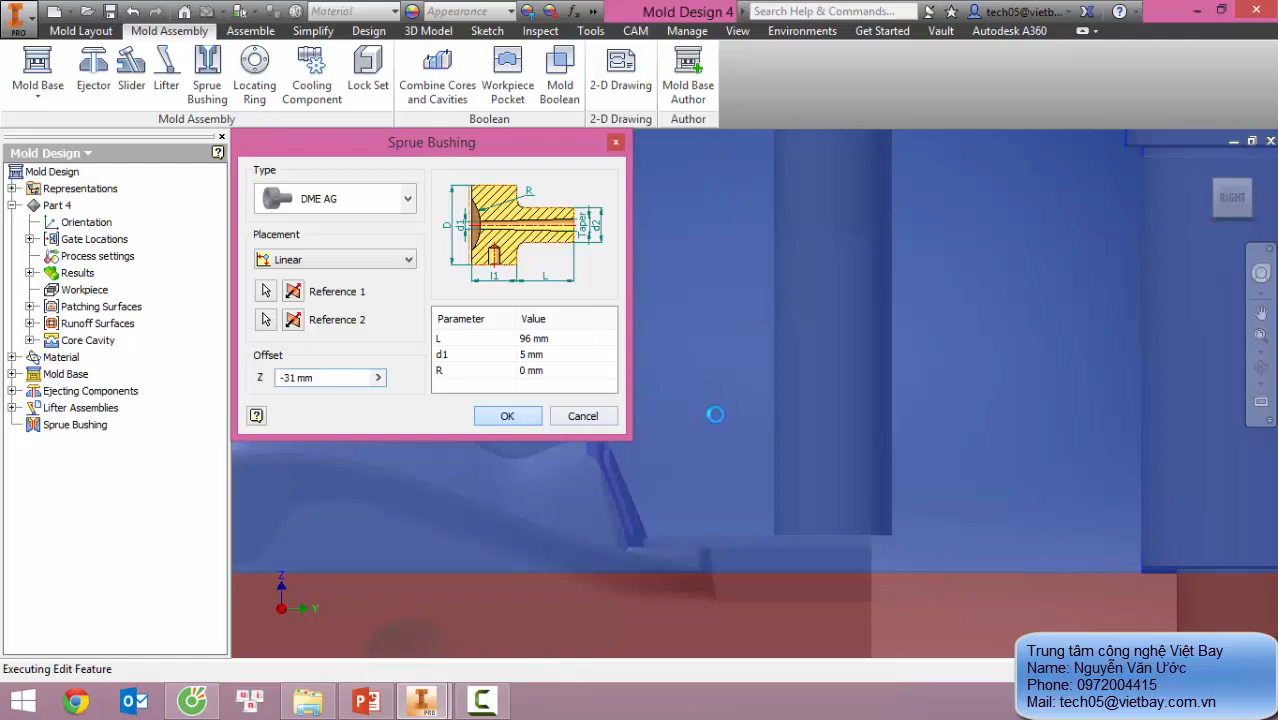 PRO
Material
Appearance
fx
Mold Design 4
Search Help & Commands...
tech05@vietb...
Mold Layout Mold Assembly Assemble Simplify Design 3D Model Sketch Inspect Tools CAM Manage View Environments Get Started Vault Autodesk A360
Mold Base
Ejector
Slider
Lifter
Sprue Bushing
Locating Ring
Cooling Component
Lock Set
Combine Cores and Cavities
Workpiece Pocket
Mold Boolean
2-D Drawing
Mold Base Author
Mold Assembly
Boolean
2-D Drawing
Author
Mold Design
Mold Design
Representations
Part 4
Orientation
Gate Locations
Process settings
Results
Workpiece
Patching Surfaces
Runoff Surfaces
Core Cavity
Material
Mold Base
Ejecting Components
Lifter Assemblies
Sprue Bushing
Sprue Bushing
Type
DME AG
Placement
Linear
Reference 1
Reference 2
Offset
Z -31 mm
R
D
d1
Taper
d2
l1
L
Parameter Value
L 96 mm
d1 5 mm
R 0 mm
OK
Cancel
RIGHT
Z
Y
Executing Edit Feature
Trung tâm công nghệ Việt Bay
Name: Nguyễn Văn Ước
Phone: 0972004415
Mail: tech05@vietbay.com.vn
PRO